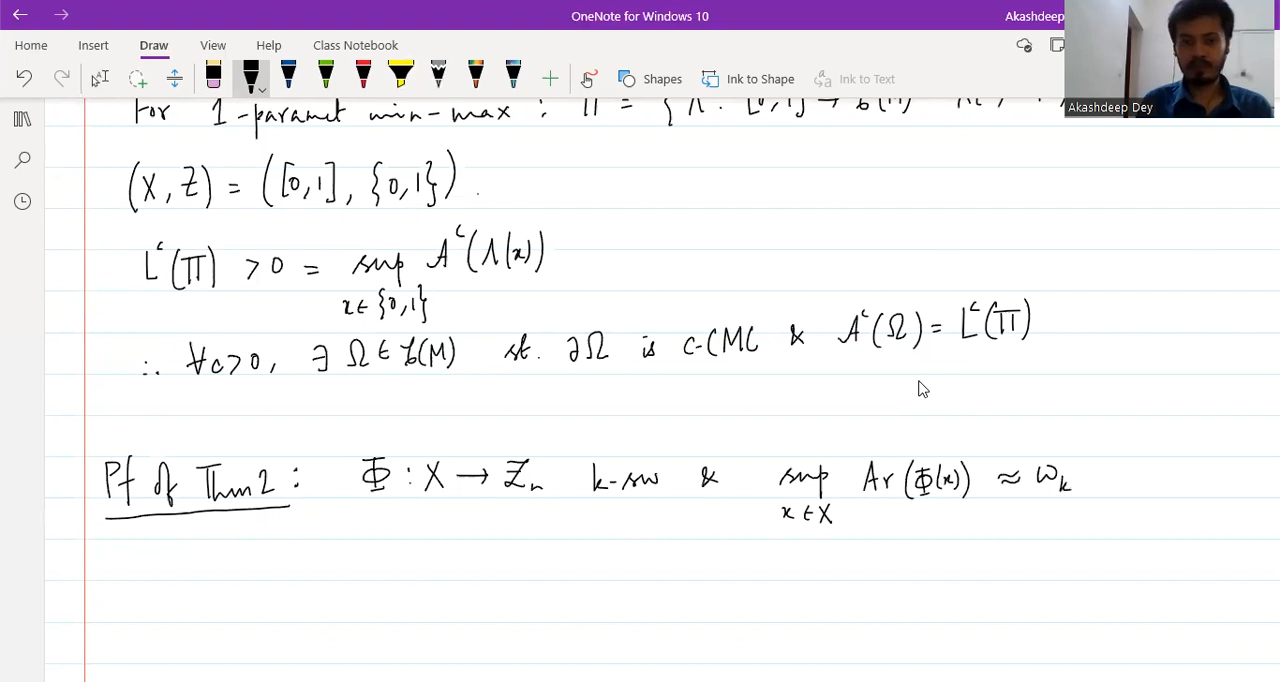 OneNote for Windows 10
Akashdeep
Home Insert Draw View Help Class Notebook
Shapes Ink to Shape Ink to Text
Akashdeep Dey
For 1-paramet min-max : Π = { Λ : [0,1] → C(M)
(X, Z) = ([0,1], {0,1}) .
L^c(Π) > 0 = sup A^c(Λ(x))
x ∈ {0,1}
∴ ∀c>0, ∃ Ω ∈ C(M) st. ∂Ω is c-CMC & A^c(Ω) = L^c(Π)
Pf of Thm 2 : Φ : X → Z_n k-sw & sup Ar(Φ(x)) ≈ ω_k
x ∈ X